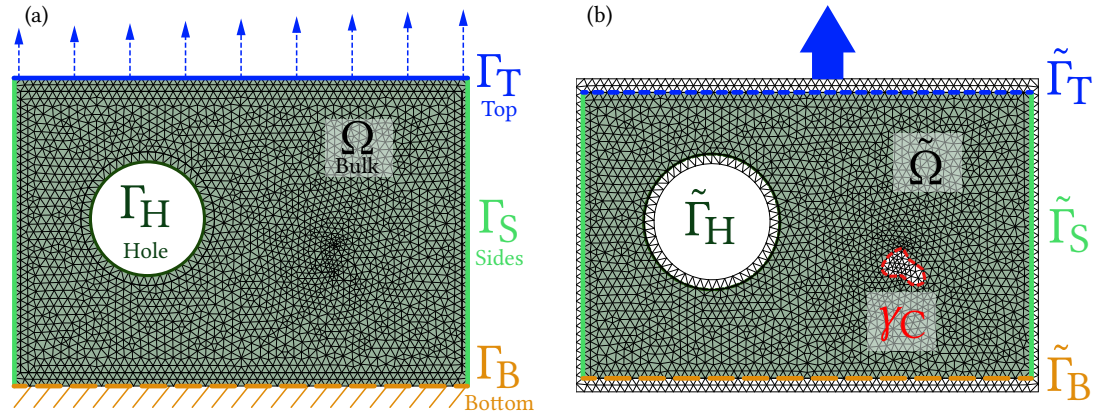 (a)
Γ_T
Top
Ω
Bulk
Γ_H
Hole
Γ_S
Sides
Γ_B
Bottom
(b)
Γ̃_T
Ω̃
Γ̃_H
Γ̃_S
γ_C
Γ̃_B